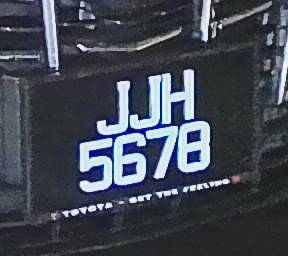 JJH
5678
TOYOTA - GET THE FEELING